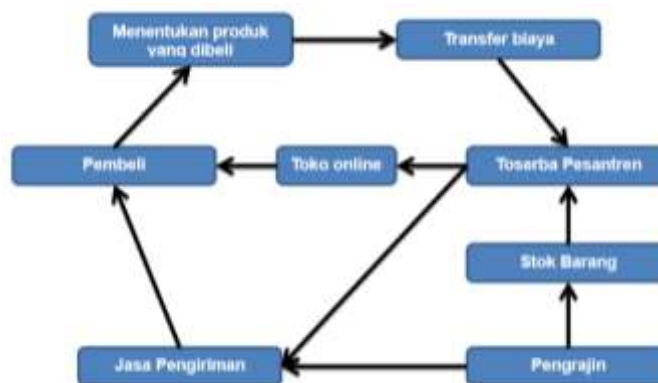 Menentukan produk
yang dibeli
Transfer biaya
Pembeli
Toko online
Toserba Pesantren
Stok Barang
Jasa Pengiriman
Pengrajin